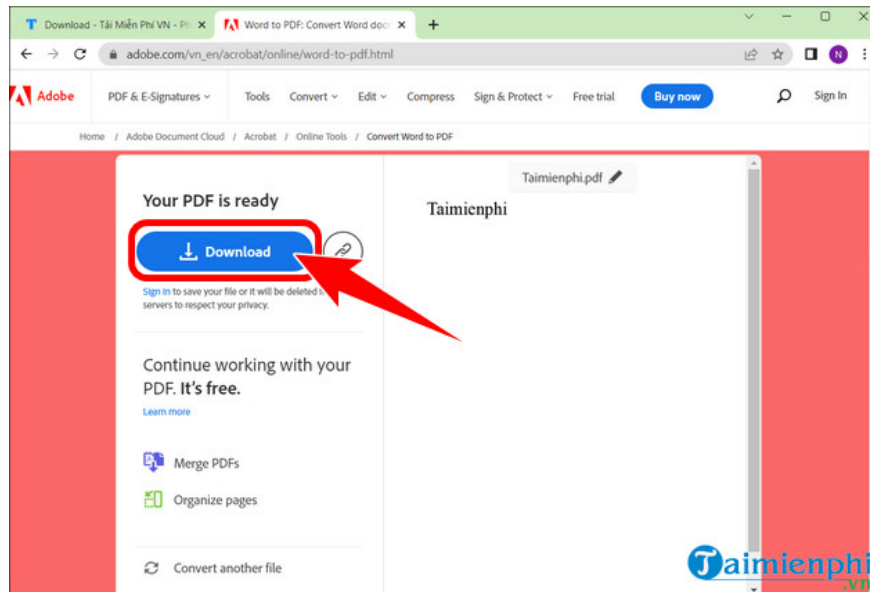 Download - Tải Miễn Phí VN - Ph
Word to PDF: Convert Word docu
adobe.com/vn_en/acrobat/online/word-to-pdf.html
N
Adobe
PDF & E-Signatures
Tools
Convert
Edit
Compress
Sign & Protect
Free trial
Buy now
Sign In
Home / Adobe Document Cloud / Acrobat / Online Tools / Convert Word to PDF
Your PDF is ready
Download
Sign in to save your file or it will be deleted
servers to respect your privacy.
Continue working with your
PDF. It's free.
Learn more
Merge PDFs
Organize pages
Convert another file
Taimienphi.pdf
Taimienphi
Taimienphi
.vn